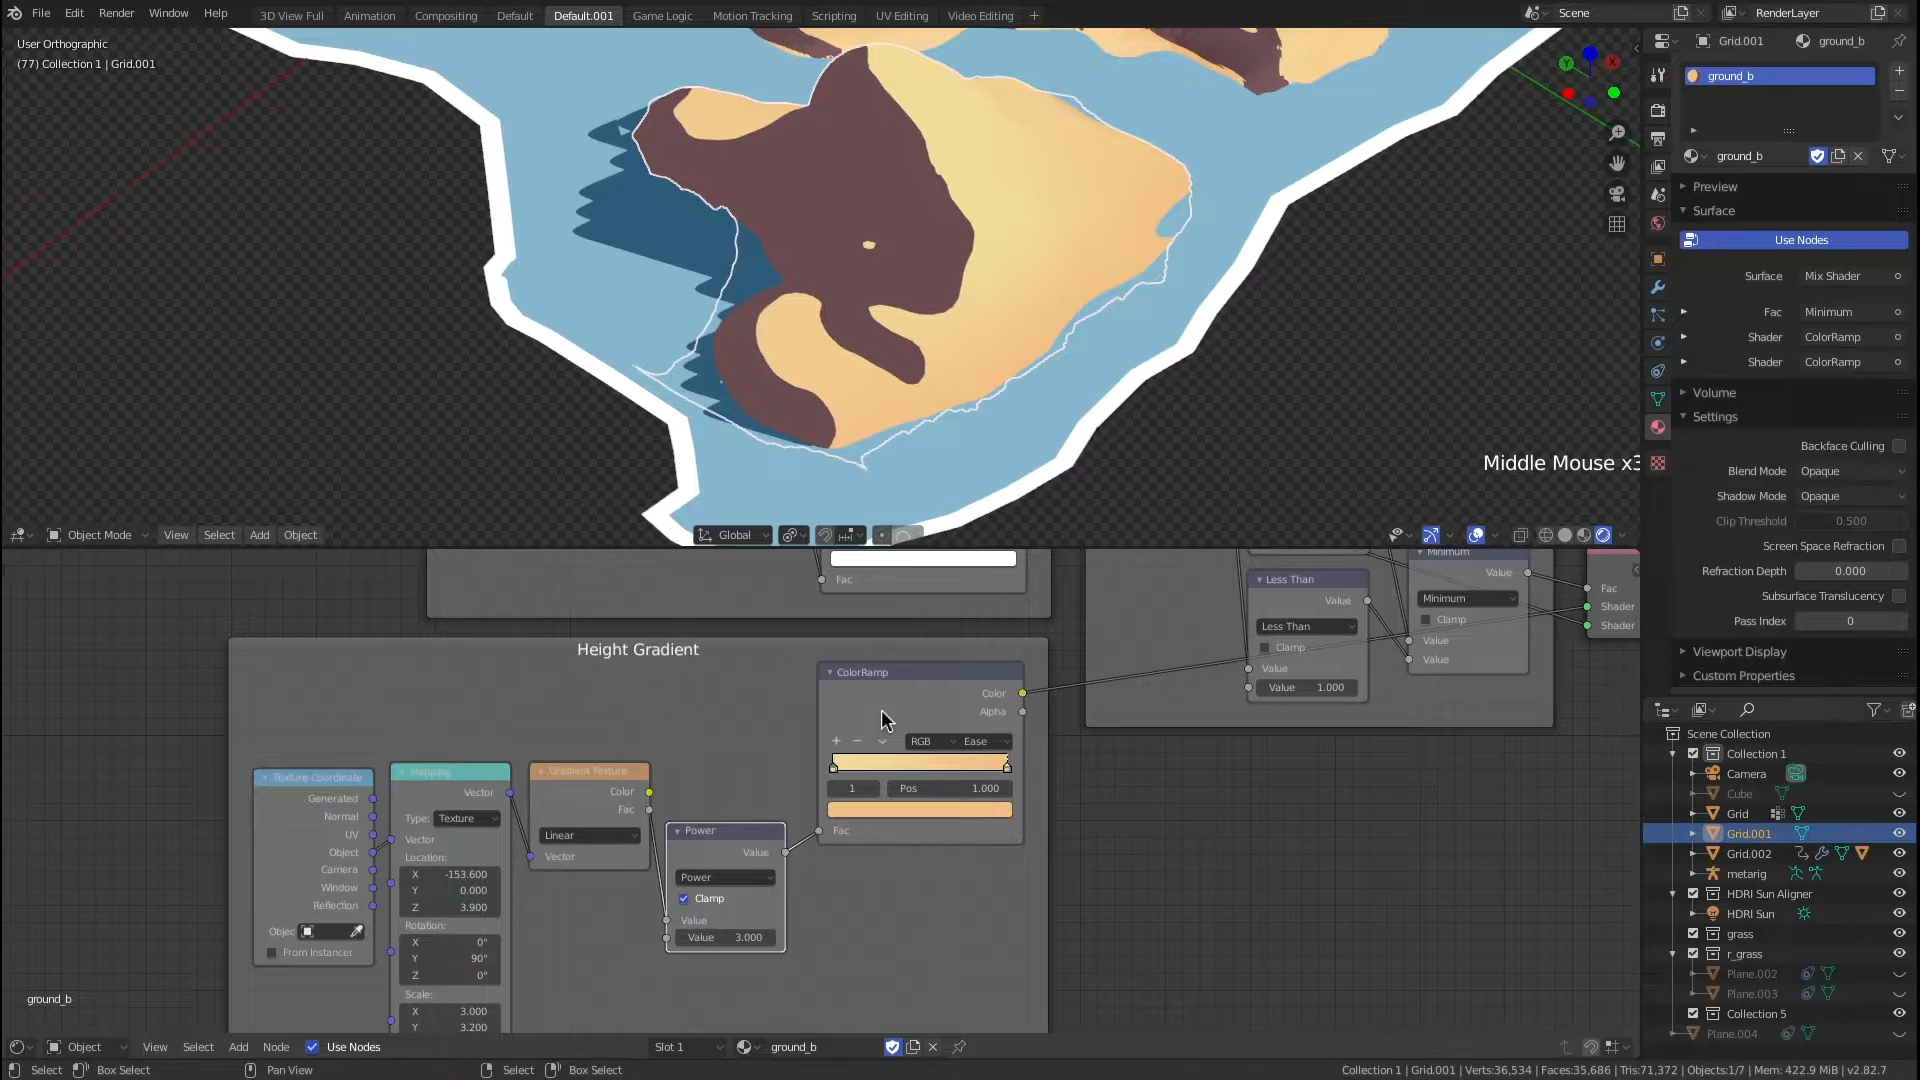 File Edit Render Window Help 3D View Full Animation Compositing Default Default.001 Game Logic Motion Tracking Scripting UV Editing Video Editing + Scene RenderLayer
User Orthographic
(77) Collection 1 | Grid.001
Middle Mouse x3
Object Mode View Select Add Object Global
Grid.001 ground_b
ground_b
ground_b
Preview
Surface
Use Nodes
Surface Mix Shader
Fac Minimum
Shader ColorRamp
Shader ColorRamp
Volume
Settings
Backface Culling
Blend Mode Opaque
Shadow Mode Opaque
Clip Threshold 0.500
Screen Space Refraction
Refraction Depth 0.000
Subsurface Translucency
Pass Index 0
Viewport Display
Custom Properties
Fac
Height Gradient
Texture Coordinate
Generated
Normal
UV
Object
Camera
Window
Reflection
Objec
From Instancer
Mapping
Vector
Type: Texture
Vector
Location:
X -153.600
Y 0.000
Z 3.900
Rotation:
X 0°
Y 90°
Z 0°
Scale:
X 3.000
Y 3.200
Gradient Texture
Color
Fac
Linear
Vector
Power
Value
Power
Clamp
Value
Value 3.000
ColorRamp
Color
Alpha
RGB Ease
1 Pos 1.000
Fac
Less Than
Value
Less Than
Clamp
Value
Value 1.000
Minimum
Value
Minimum
Clamp
Value
Value
Fac
Shader
Shader
ground_b
Scene Collection
Collection 1
Camera
Cube
Grid
Grid.001
Grid.002
metarig
HDRI Sun Aligner
HDRI Sun
grass
r_grass
Plane.002
Plane.003
Collection 5
Plane.004
Object View Select Add Node Use Nodes Slot 1 ground_b
Select Box Select Pan View Select Box Select Collection 1 | Grid.001 | Verts:36,534 | Faces:35,686 | Tris:71,372 | Objects:1/7 | Mem: 422.9 MiB | v2.82.7